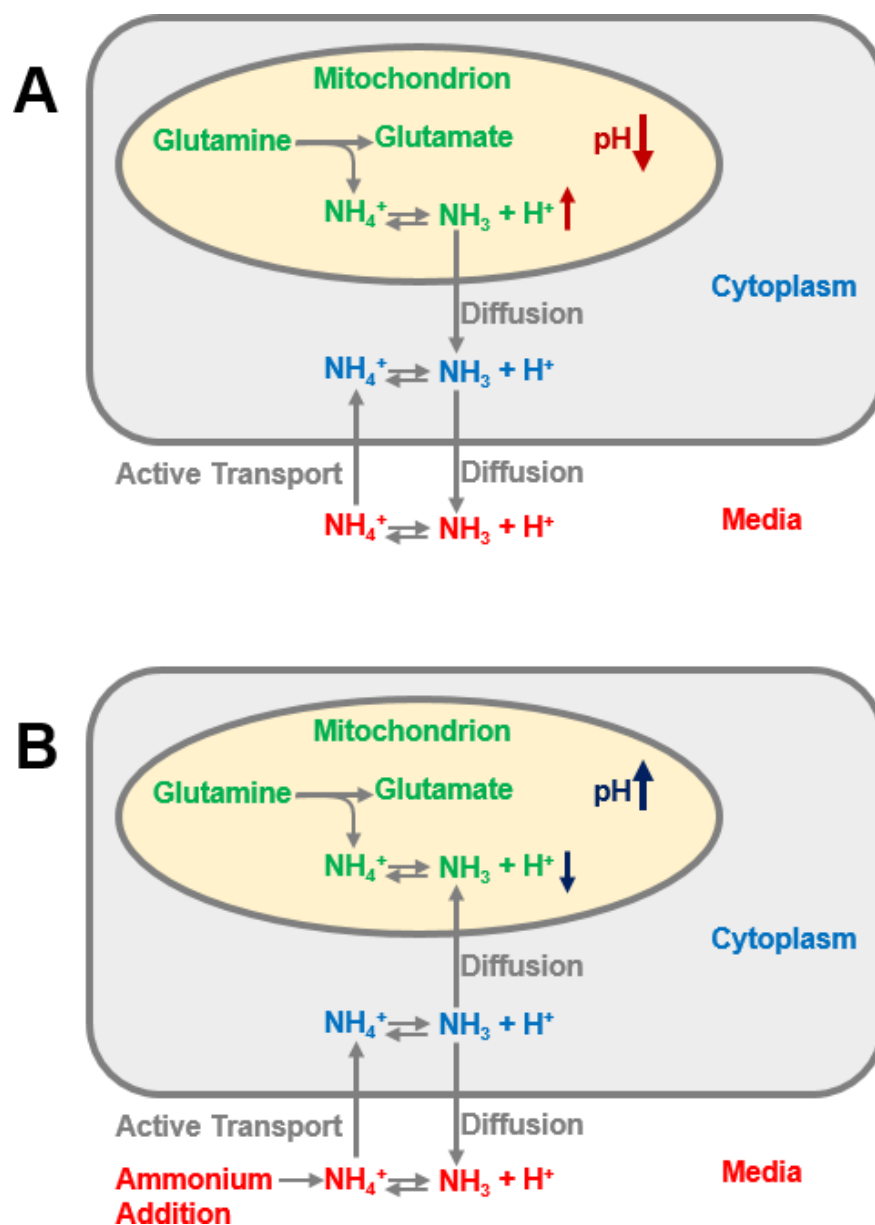 A
Mitochondrion
Glutamine Glutamate pH
NH₄⁺ NH₃ + H⁺
Cytoplasm
Diffusion
NH₄⁺ NH₃ + H⁺
Active Transport Diffusion
NH₄⁺ NH₃ + H⁺ Media
B
Mitochondrion
Glutamine Glutamate pH
NH₄⁺ NH₃ + H⁺
Cytoplasm
Diffusion
NH₄⁺ NH₃ + H⁺
Active Transport Diffusion
Ammonium NH₄⁺ NH₃ + H⁺ Media
Addition